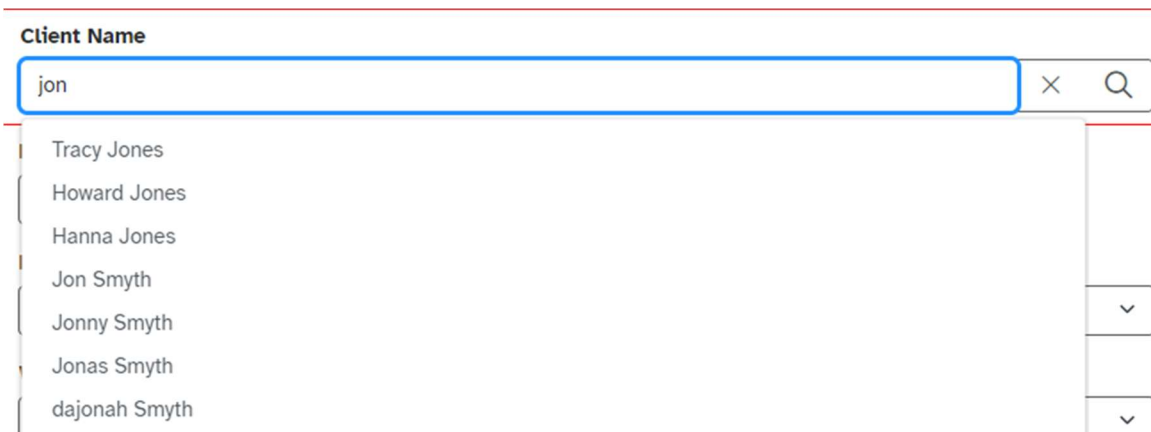 Client Name
jon
Tracy Jones
Howard Jones
Hanna Jones
Jon Smyth
Jonny Smyth
Jonas Smyth
dajonah Smyth